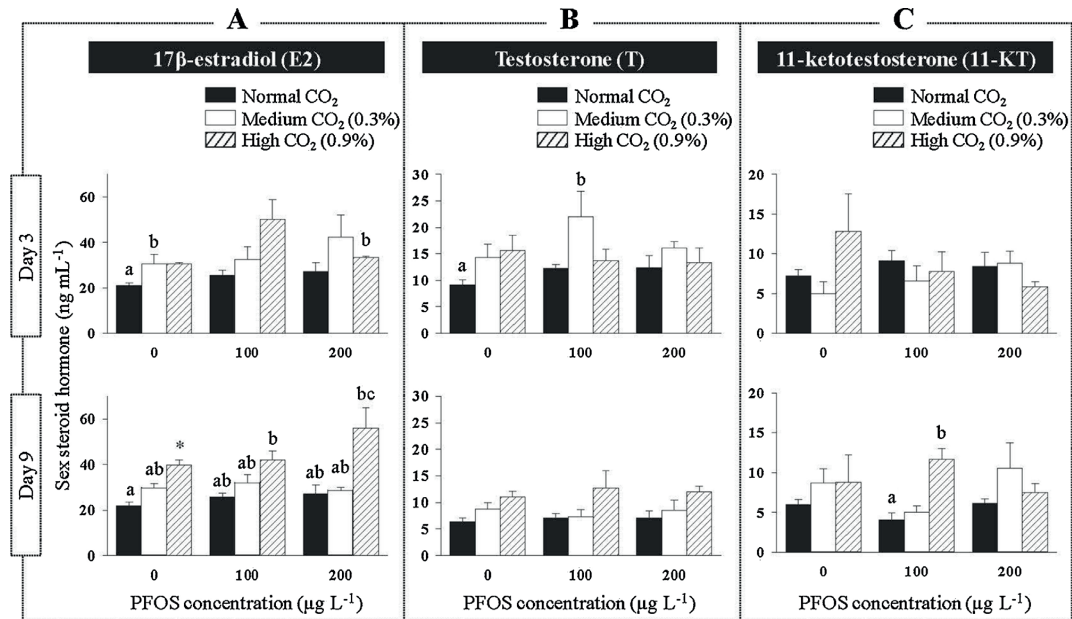 A
B
C
17β-estradiol (E2)
Testosterone (T)
11-ketotestosterone (11-KT)
Normal CO₂
Medium CO₂ (0.3%)
High CO₂ (0.9%)
Normal CO₂
Medium CO₂ (0.3%)
High CO₂ (0.9%)
Normal CO₂
Medium CO₂ (0.3%)
High CO₂ (0.9%)
Day 3
Day 9
Sex steroid hormone (ng mL⁻¹)
60
40
20
0
a
b
b
0 100 200
30
25
20
15
10
5
0
a
b
0 100 200
20
15
10
5
0
0 100 200
60
40
20
0
a ab * ab ab b ab ab bc
0 100 200
30
25
20
15
10
5
0
0 100 200
20
15
10
5
0
a
b
0 100 200
PFOS concentration (µg L⁻¹)
PFOS concentration (µg L⁻¹)
PFOS concentration (µg L⁻¹)